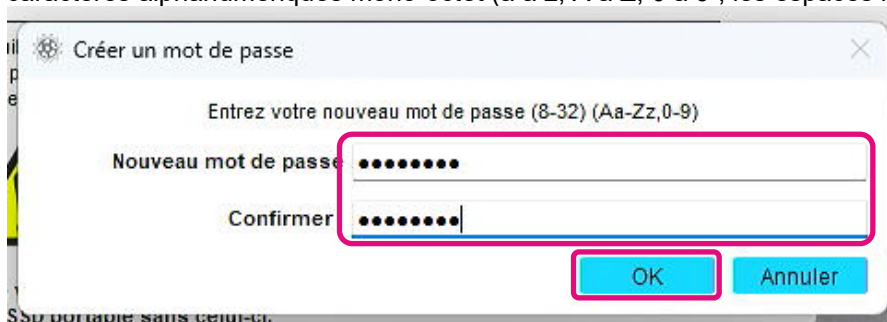 Créer un mot de passe
Entrez votre nouveau mot de passe (8-32) (Aa-Zz,0-9)
Nouveau mot de passe ●●●●●●●●
Confirmer ●●●●●●●●
OK Annuler
SSD portable sans celui-ci.